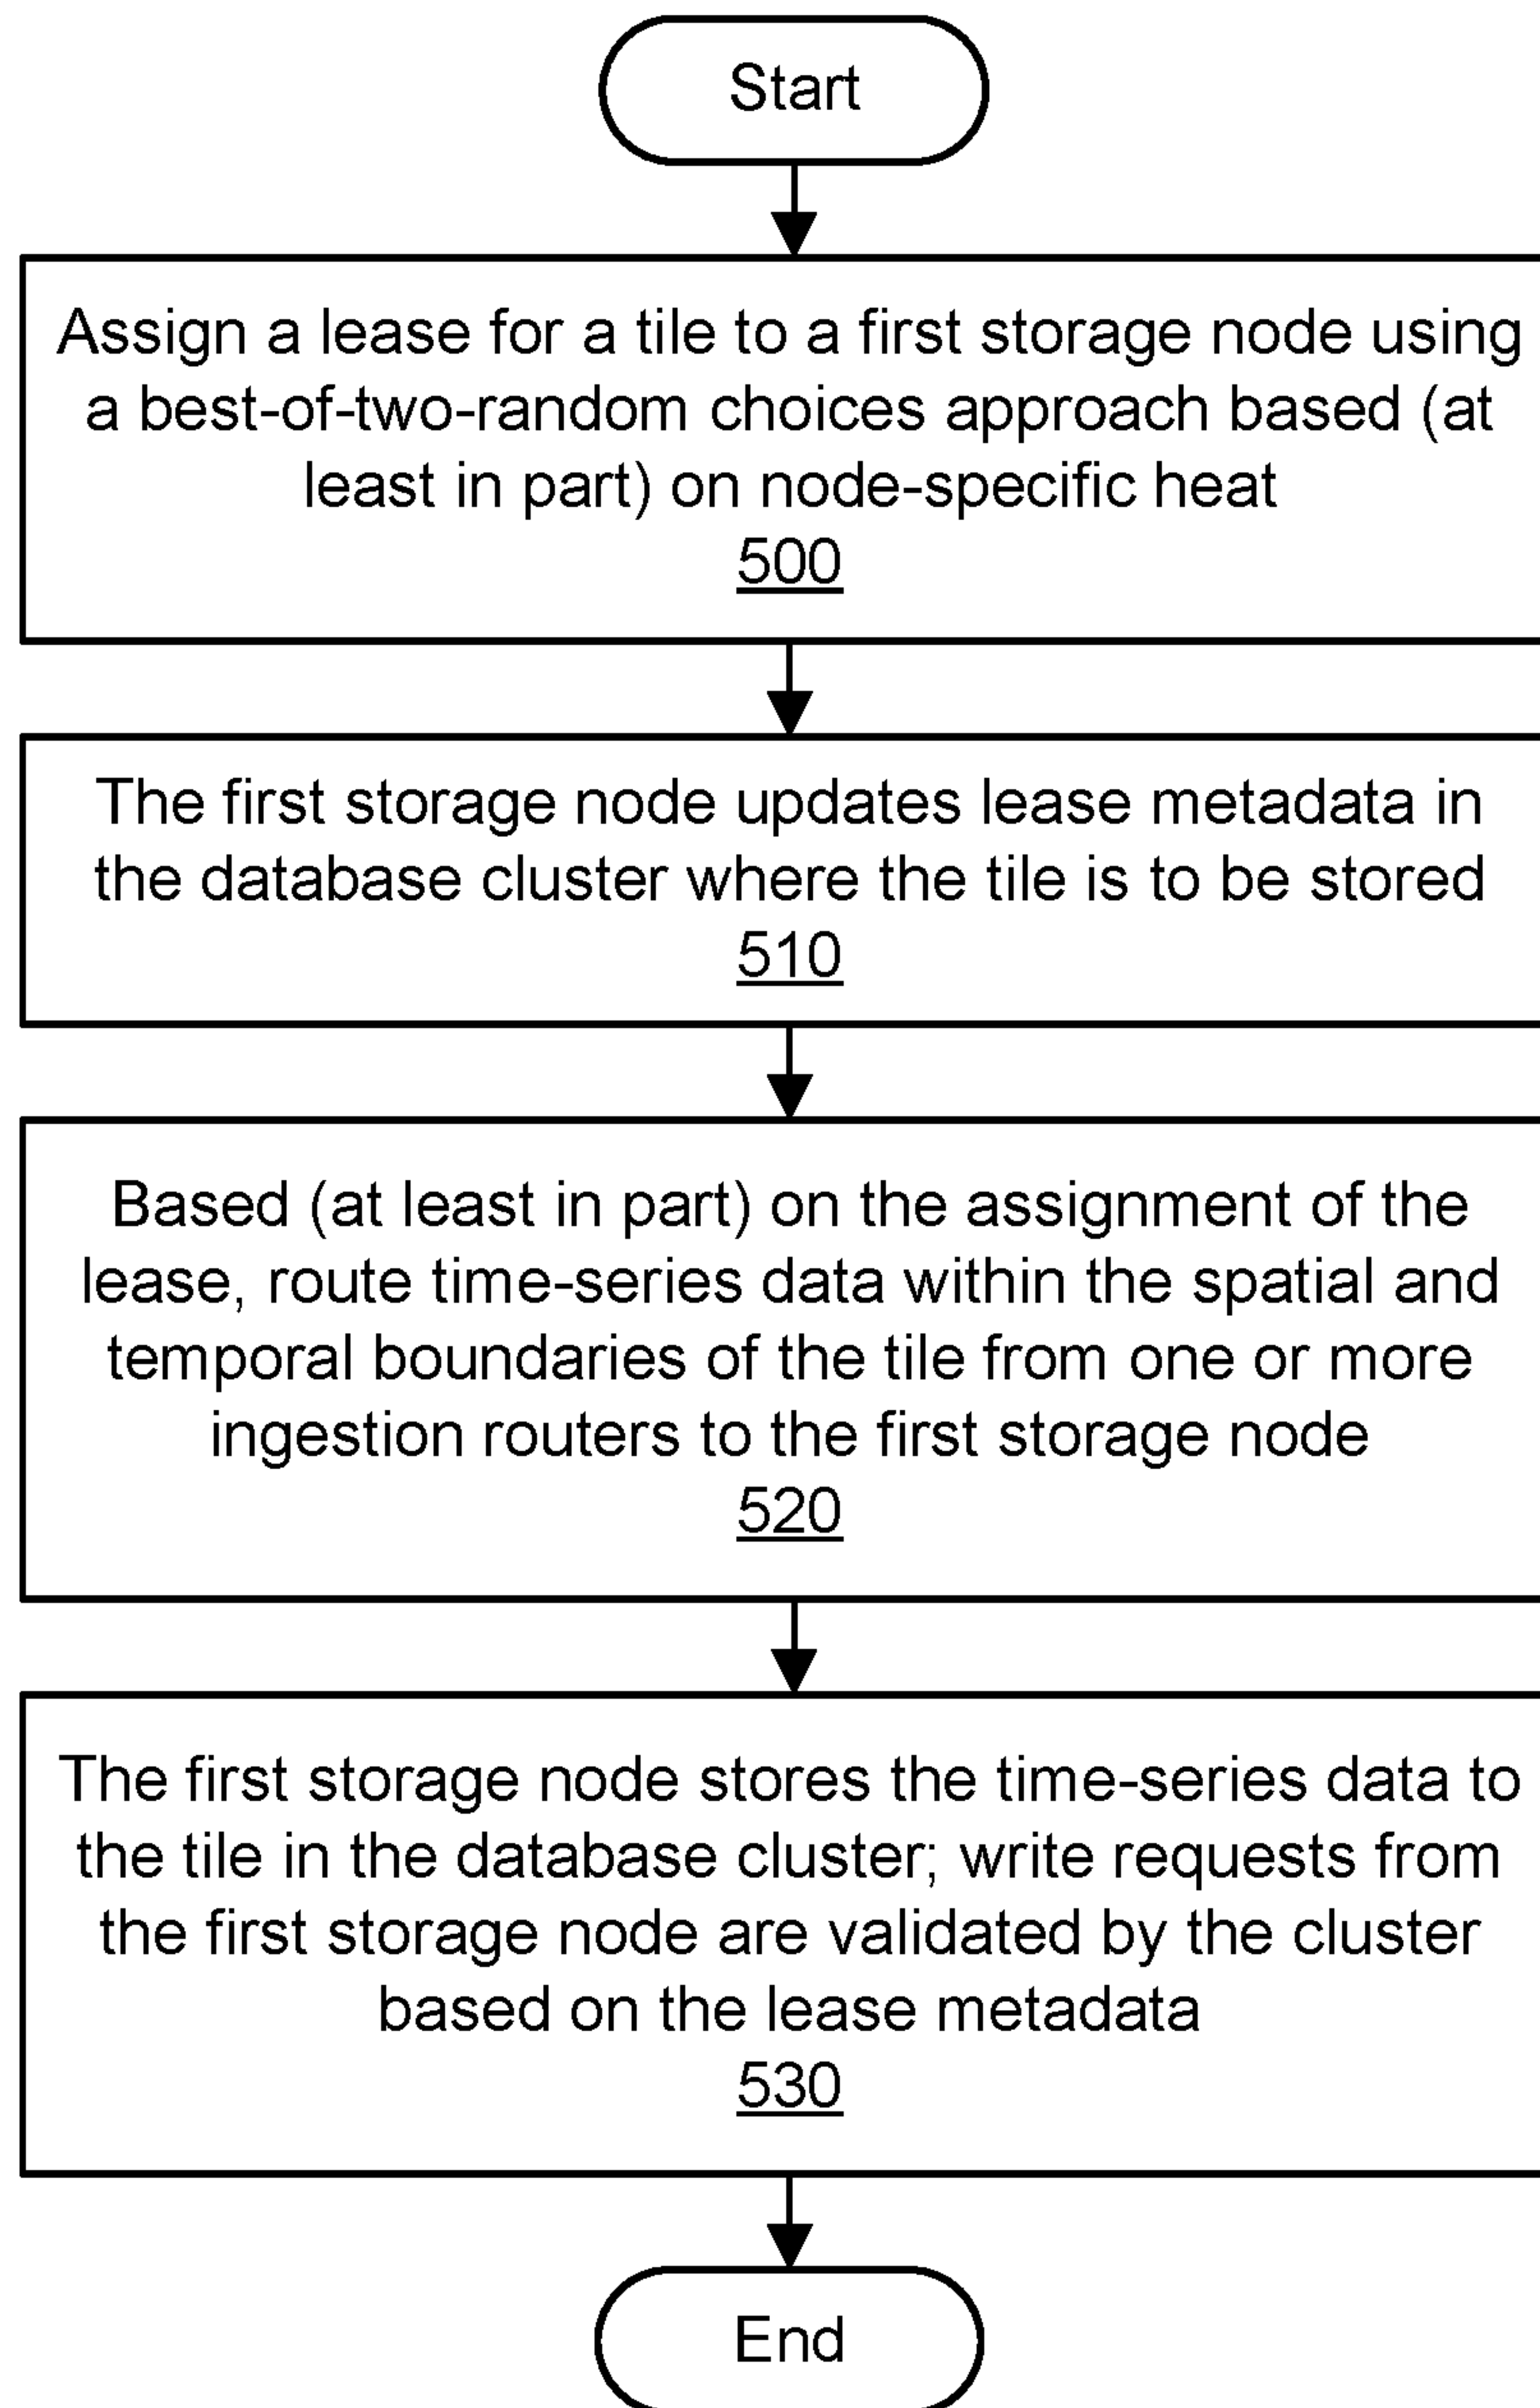 Start
Assign a lease for a tile to a first storage node using
a best-of-two-random choices approach based (at
least in part) on node-specific heat
500
The first storage node updates lease metadata in
the database cluster where the tile is to be stored
510
Based (at least in part) on the assignment of the
lease, route time-series data within the spatial and
temporal boundaries of the tile from one or more
ingestion routers to the first storage node
520
The first storage node stores the time-series data to
the tile in the database cluster; write requests from
the first storage node are validated by the cluster
based on the lease metadata
530
End